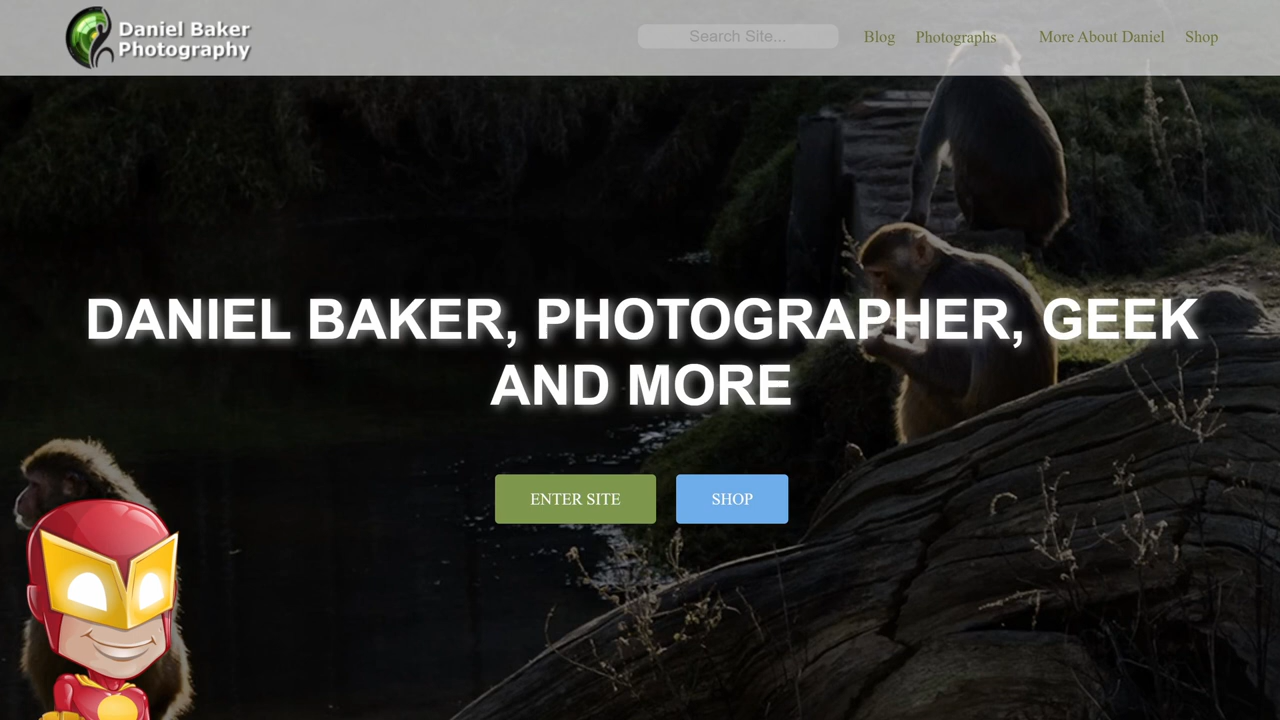 Daniel Baker
Photography
Search Site...
Blog
Photographs
More About Daniel
Shop
DANIEL BAKER, PHOTOGRAPHER, GEEK
AND MORE
ENTER SITE
SHOP